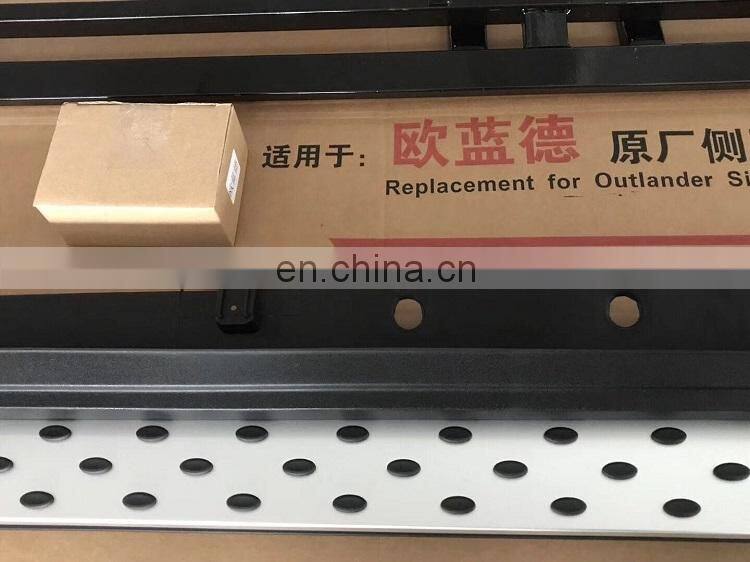 适用于: 欧蓝德 原厂侧
Replacement for Outlander Si
en.china.cn